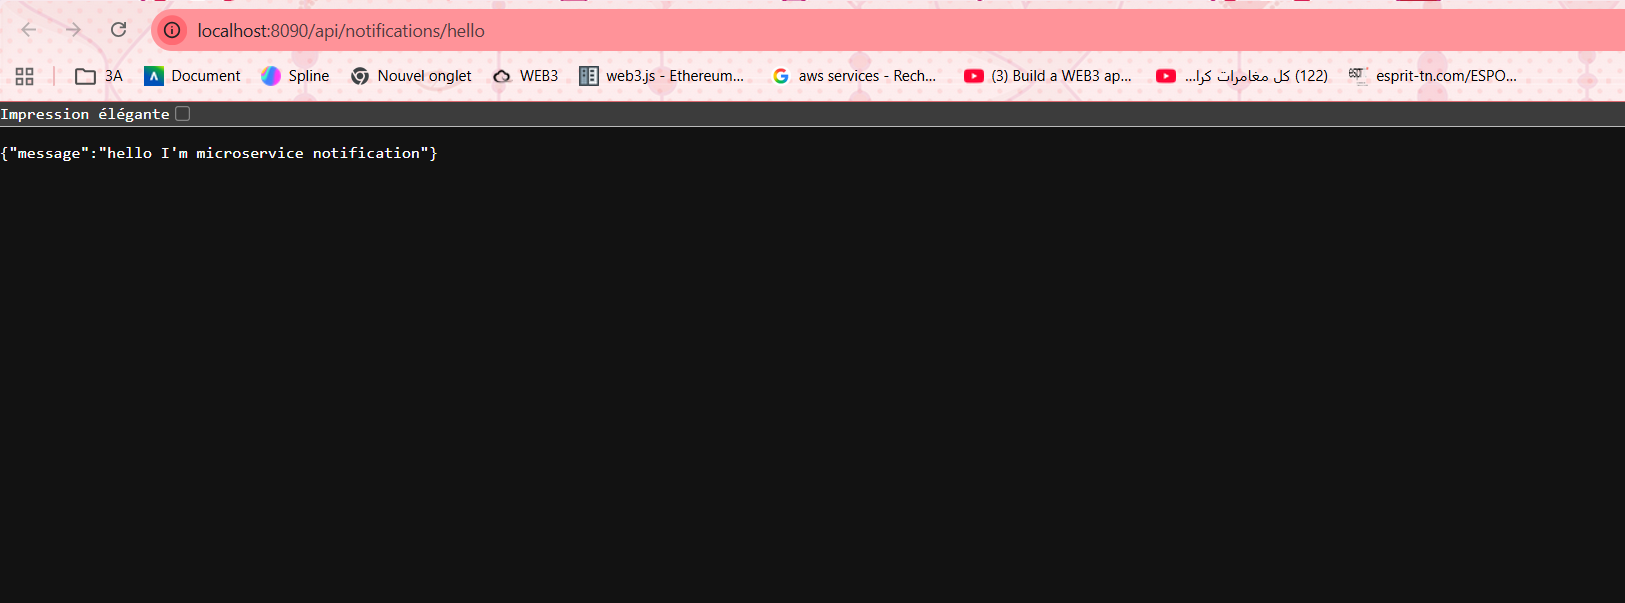 localhost:8090/api/notifications/hello
3A Document Spline Nouvel onglet WEB3 web3.js - Ethereum... aws services - Rech... (3) Build a WEB3 ap... (122) كل مغامرات كرا... esprit-tn.com/ESPO...
Impression élégante
{"message":"hello I'm microservice notification"}